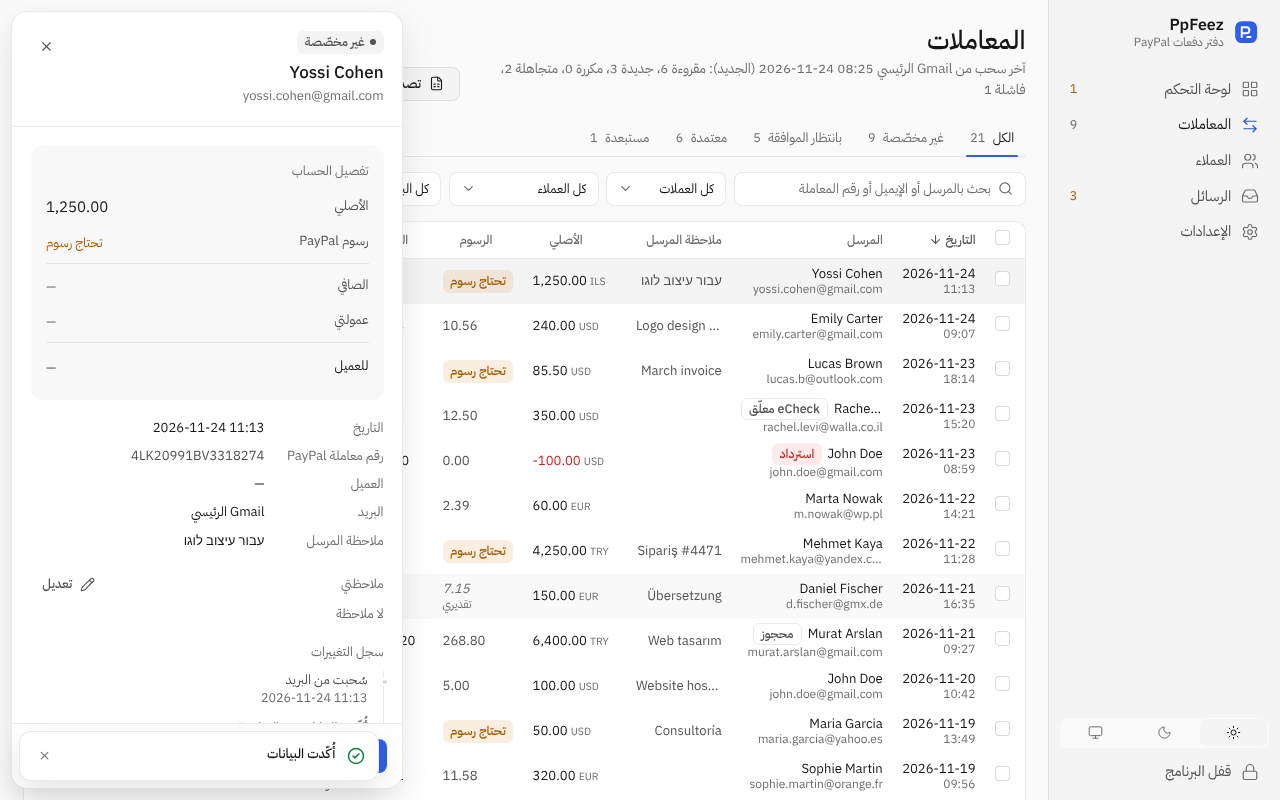 PpFeez
دفتر دفعات PayPal
لوحة التحكم 1
المعاملات 9
العملاء
الرسائل 3
الإعدادات
قفل البرنامج
المعاملات
آخر سحب من Gmail الرئيسي 08:25 2026-11-24 (الجديد): مقروءة 6، جديدة 3، مكررة 0، متجاهلة 2،
فاشلة 1
الكل 21 غير مخصّصة 9 بانتظار الموافقة 5 معتمدة 6 مستبعدة 1
بحث بالمرسل أو الإيميل أو رقم المعاملة
كل العملات
كل العملاء
التاريخ المرسل ملاحظة المرسل الأصلي الرسوم
2026-11-24 Yossi Cohen עבור עיצוב לוגו 1,250.00 ILS تحتاج رسوم
11:13 yossi.cohen@gmail.com
2026-11-24 Emily Carter Logo design ... 240.00 USD 10.56
09:07 emily.carter@gmail.com
2026-11-23 Lucas Brown March invoice 85.50 USD تحتاج رسوم
18:14 lucas.b@outlook.com
2026-11-23 Rache... eCheck معلّق 350.00 USD 12.50
15:20 rachel.levi@walla.co.il
2026-11-23 John Doe استرداد -100.00 USD 0.00
08:59 john.doe@gmail.com
2026-11-22 Marta Nowak 60.00 EUR 2.39
14:21 m.nowak@wp.pl
2026-11-22 Mehmet Kaya Sipariş #4471 4,250.00 TRY تحتاج رسوم
11:28 mehmet.kaya@yandex.c...
2026-11-21 Daniel Fischer Übersetzung 150.00 EUR 7.15
16:35 d.fischer@gmx.de تقديري
2026-11-21 Murat Arslan محجوز Web tasarım 6,400.00 TRY 268.80
09:27 murat.arslan@gmail.com
2026-11-20 John Doe Website hos... 100.00 USD 5.00
10:42 john.doe@gmail.com
2026-11-19 Maria Garcia Consultoría 50.00 USD تحتاج رسوم
13:49 maria.garcia@yahoo.es
2026-11-19 Sophie Martin 320.00 EUR 11.58
09:56 sophie.martin@orange.fr
غير مخصّصة
Yossi Cohen
yossi.cohen@gmail.com
تفصيل الحساب
الأصلي 1,250.00
رسوم PayPal تحتاج رسوم
الصافي —
عمولتي —
للعميل —
التاريخ 2026-11-24 11:13
رقم معاملة PayPal 4LK20991BV3318274
العميل —
البريد Gmail الرئيسي
ملاحظة المرسل עבור עיצוב לוגו
ملاحظتي تعديل
لا ملاحظة
سجل التغييرات
سُحبت من البريد
2026-11-24 11:13
أُكّدت البيانات